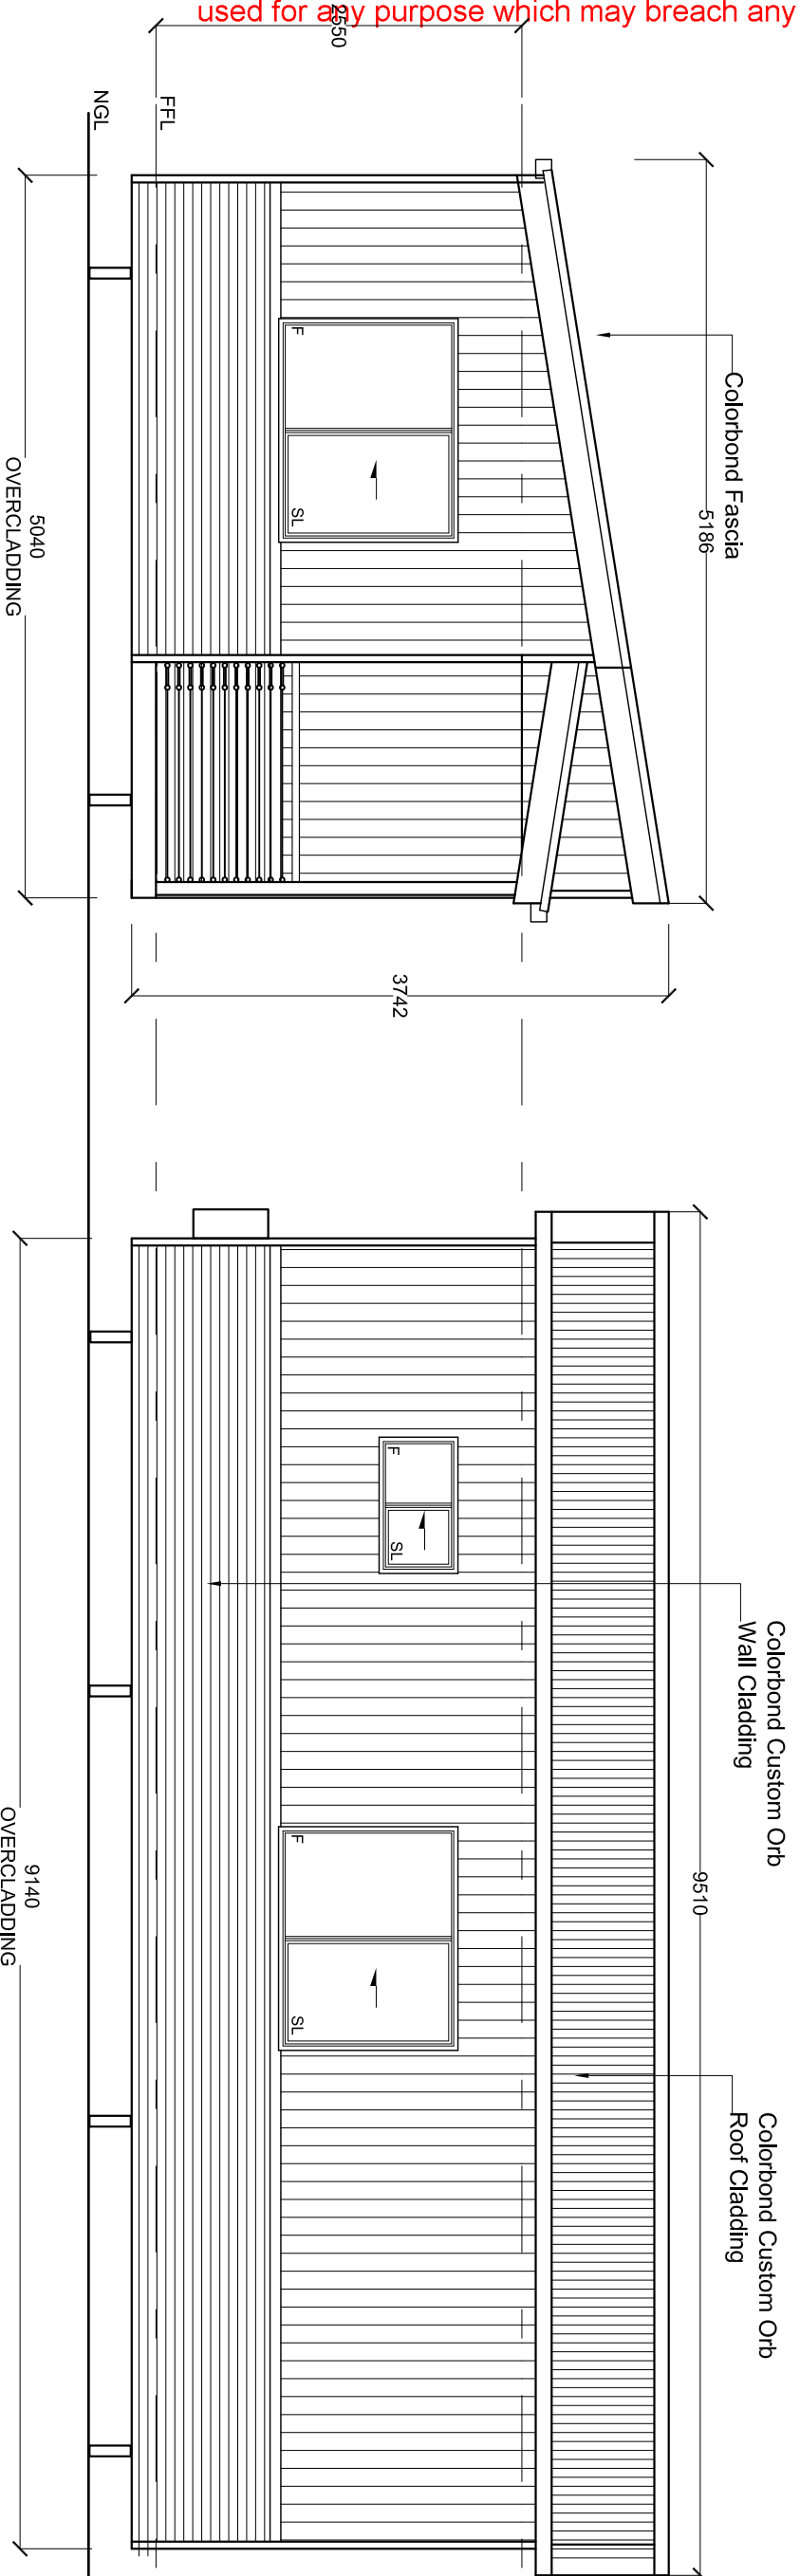 used for any purpose which may breach any
2550
NGL
FFL
Colorbond Fascia
5186
F
SL
5040
OVERCLADDING
3742
Colorbond Custom Orb
Wall Cladding
9510
Colorbond Custom Orb
Roof Cladding
F
SL
F
SL
9140
OVERCLADDING